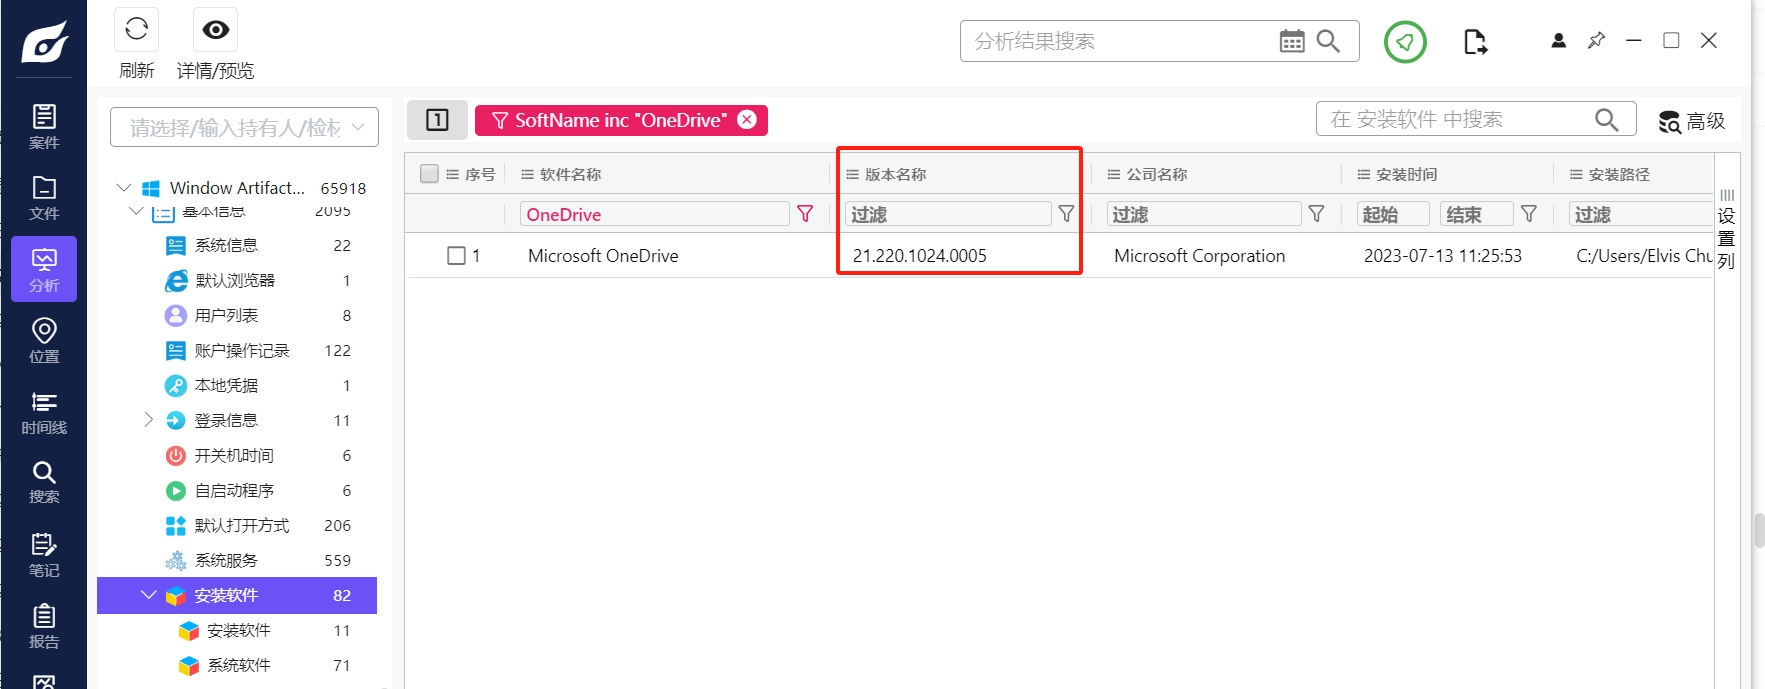 刷新
详情/预览
分析结果搜索
案件
文件
分析
位置
时间线
搜索
笔记
报告
请选择/输入持有人/检材
Window Artifact... 65918
基本信息 2095
系统信息 22
默认浏览器 1
用户列表 8
账户操作记录 122
本地凭据 1
登录信息 11
开关机时间 6
自启动程序 6
默认打开方式 206
系统服务 559
安装软件 82
安装软件 11
系统软件 71
1
SoftName inc "OneDrive"
在 安装软件 中搜索
高级
序号 软件名称 版本名称 公司名称 安装时间 安装路径
OneDrive 过滤 过滤 起始 结束 过滤
1 Microsoft OneDrive 21.220.1024.0005 Microsoft Corporation 2023-07-13 11:25:53 C:/Users/Elvis Chu
设置列